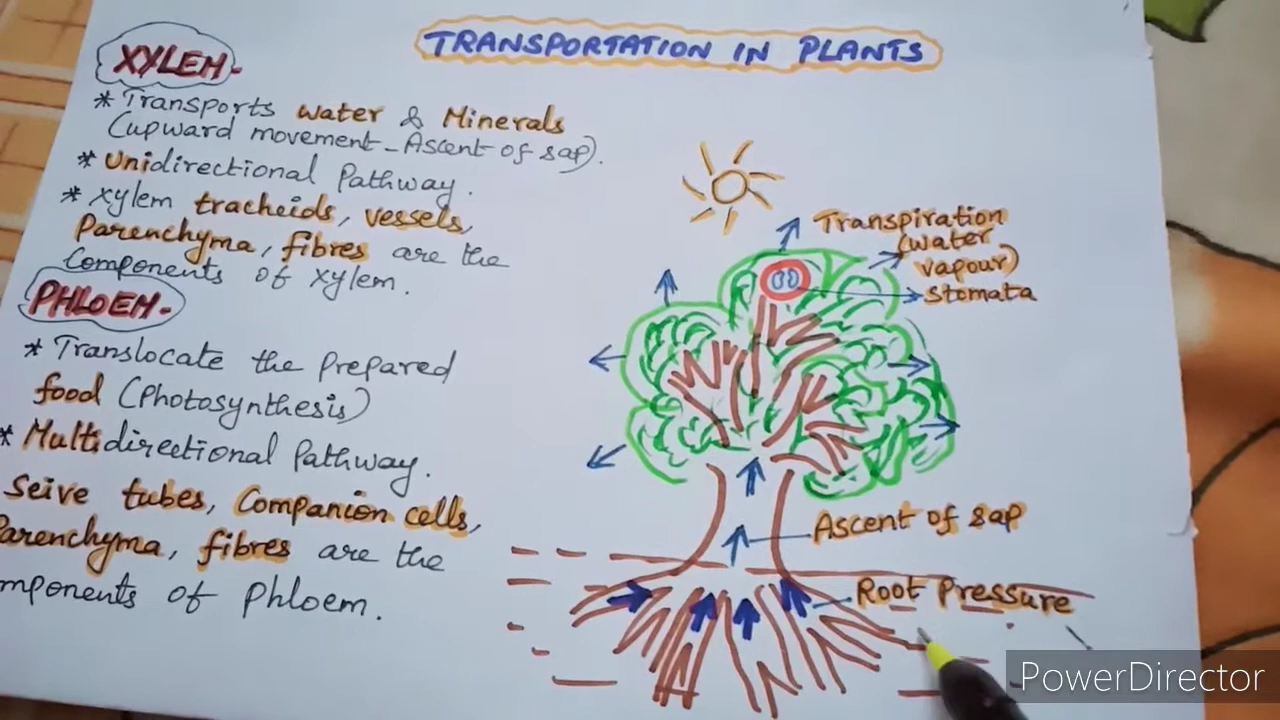 TRANSPORTATION IN PLANTS
XYLEM-
* Transports water & Minerals
(upward movement - Ascent of sap).
* Unidirectional Pathway.
* Xylem tracheids, vessels,
Parenchyma, fibres are the
components of xylem.
PHLOEM-
* Translocate the prepared
food (Photosynthesis)
* Multidirectional Pathway.
Seive tubes, Companion cells,
Parenchyma, fibres are the
mponents of Phloem.
Transpiration
(water
vapour)
Stomata
Ascent of sap
Root Pressure
PowerDirector